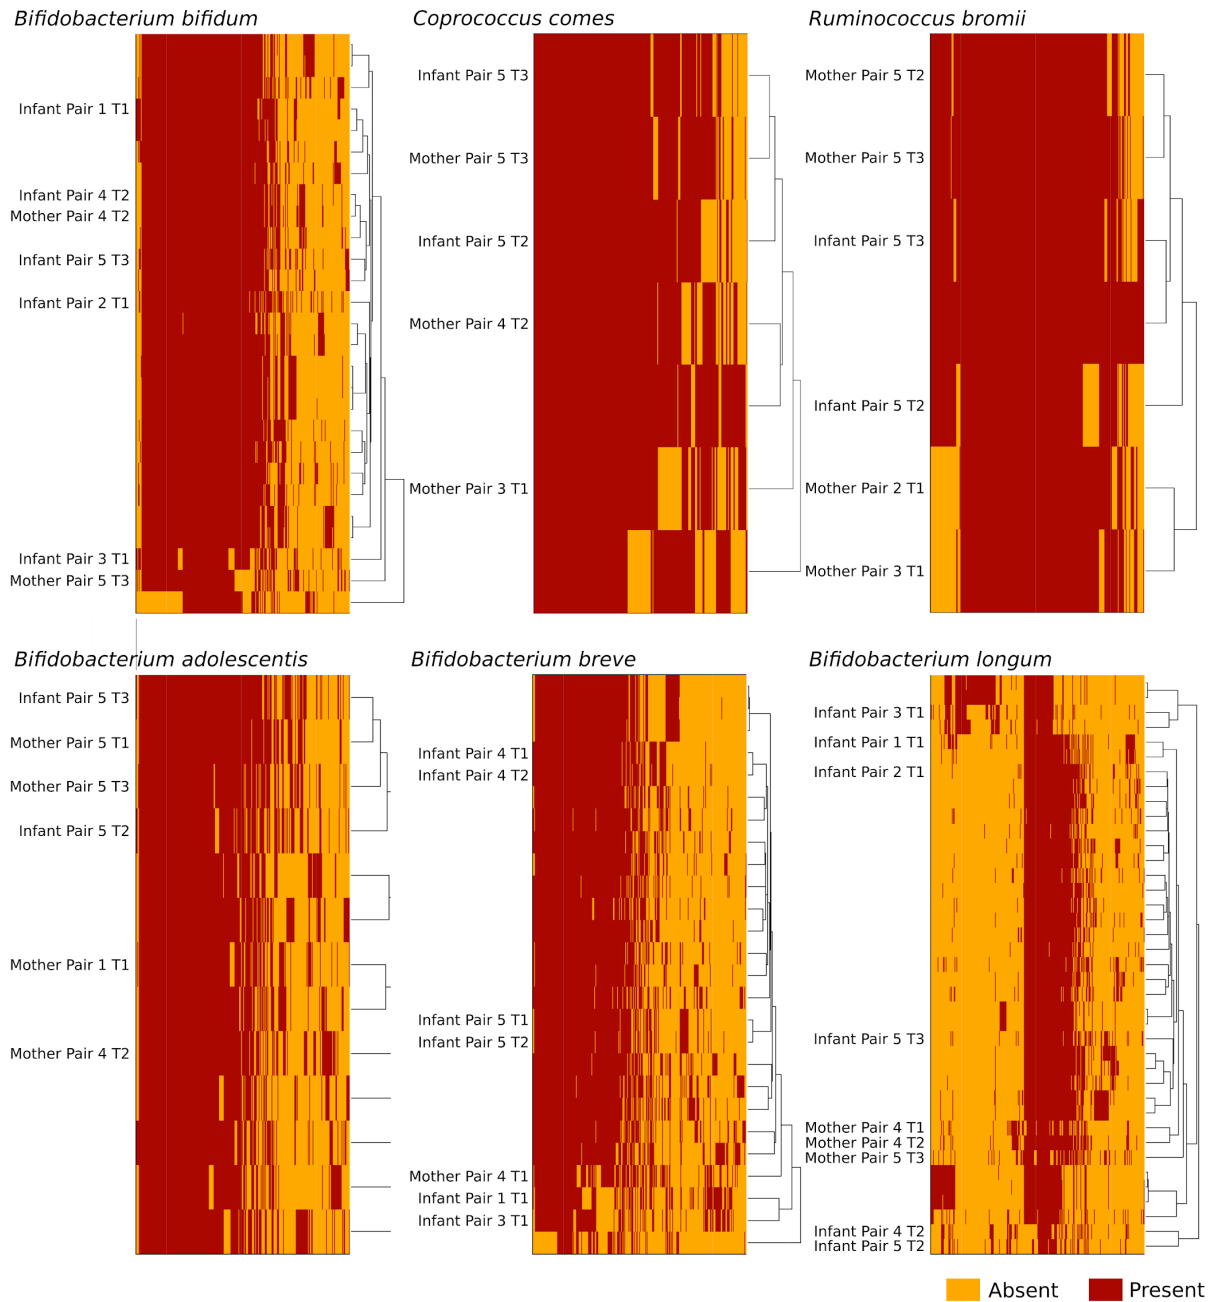 Bifidobacterium bifidum
Infant Pair 1 T1
Infant Pair 4 T2
Mother Pair 4 T2
Infant Pair 5 T3
Infant Pair 2 T1
Infant Pair 3 T1
Mother Pair 5 T3
Coprococcus comes
Infant Pair 5 T3
Mother Pair 5 T3
Infant Pair 5 T2
Mother Pair 4 T2
Mother Pair 3 T1
Ruminococcus bromii
Mother Pair 5 T2
Mother Pair 5 T3
Infant Pair 5 T3
Infant Pair 5 T2
Mother Pair 2 T1
Mother Pair 3 T1
Bifidobacterium adolescentis
Infant Pair 5 T3
Mother Pair 5 T1
Mother Pair 5 T3
Infant Pair 5 T2
Mother Pair 1 T1
Mother Pair 4 T2
Bifidobacterium breve
Infant Pair 4 T1
Infant Pair 4 T2
Infant Pair 5 T1
Infant Pair 5 T2
Mother Pair 4 T1
Infant Pair 1 T1
Infant Pair 3 T1
Bifidobacterium longum
Infant Pair 3 T1
Infant Pair 1 T1
Infant Pair 2 T1
Infant Pair 5 T3
Mother Pair 4 T1
Mother Pair 4 T2
Mother Pair 5 T3
Infant Pair 4 T2
Infant Pair 5 T2
Absent
Present